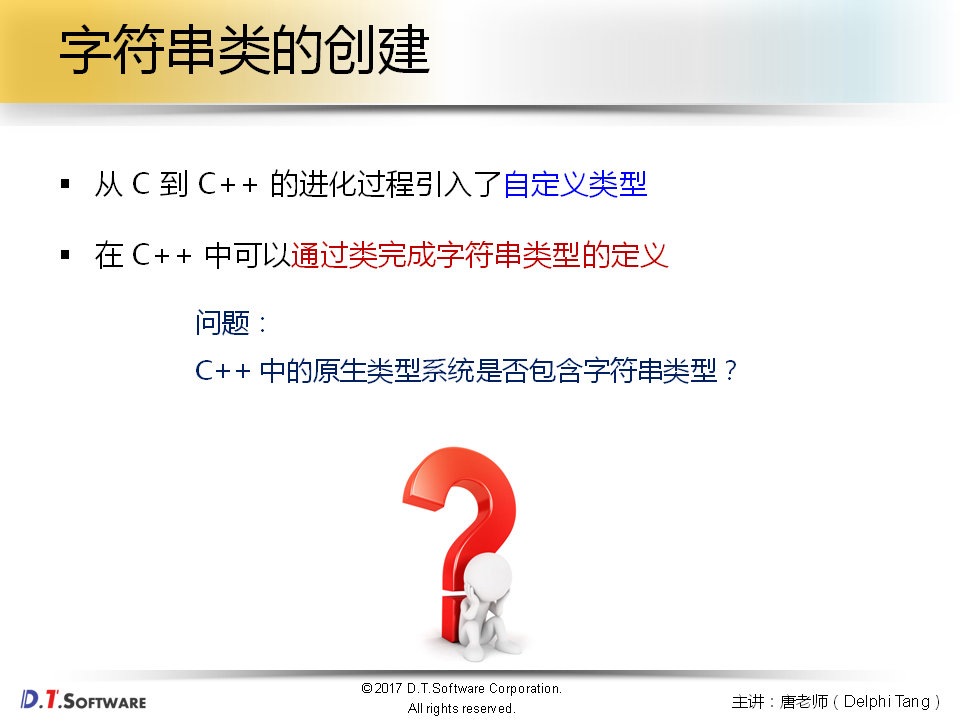 字符串类的创建
▪ 从 C 到 C++ 的进化过程引入了自定义类型
▪ 在 C++ 中可以通过类完成字符串类型的定义
问题：
C++ 中的原生类型系统是否包含字符串类型？
D.T.SOFTWARE
©2017 D.T.Software Corporation.
All rights reserved.
主讲：唐老师（Delphi Tang）